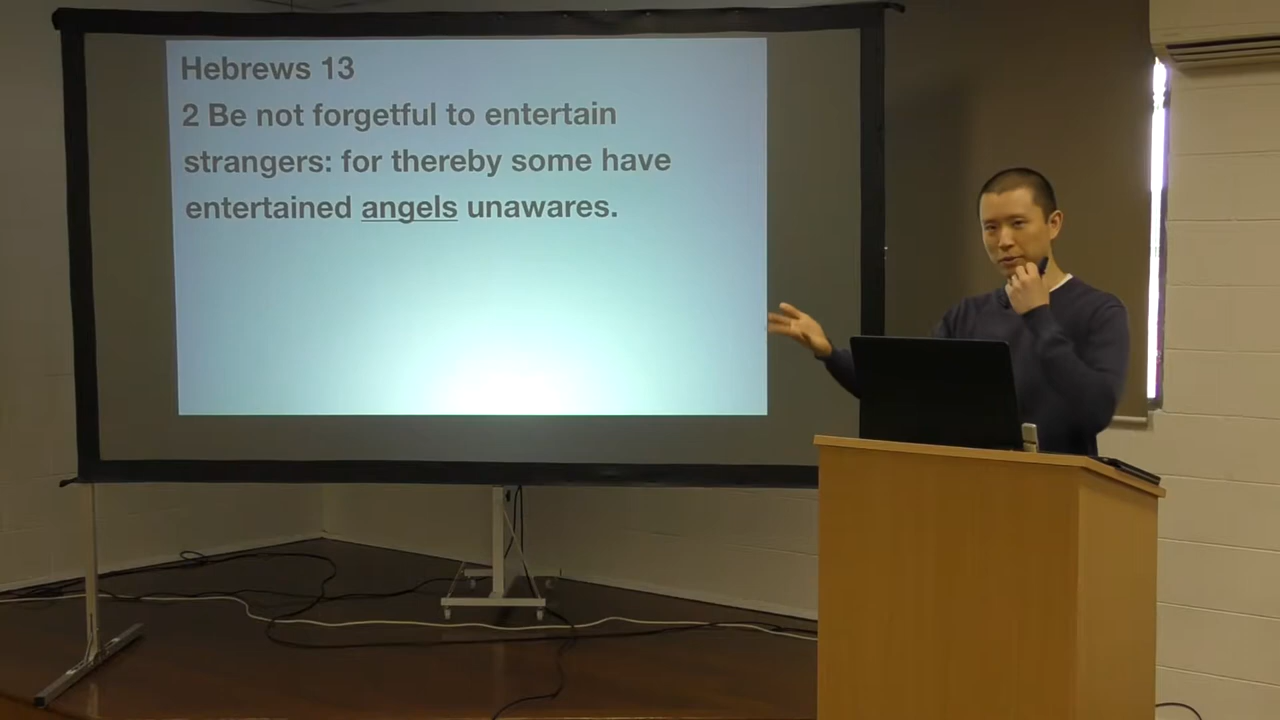 Hebrews 13
2 Be not forgetful to entertain
strangers: for thereby some have
entertained angels unawares.